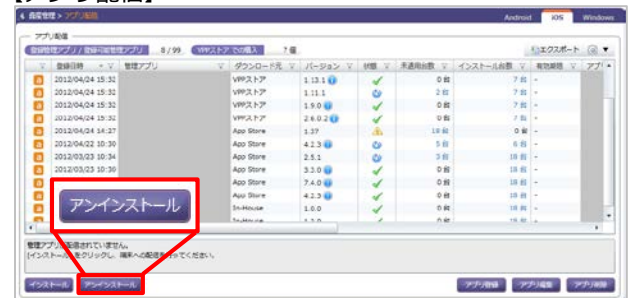 【アプリ配信】
資産管理 > アプリ配信 Android iOS Windows
アプリ配信
登録管理アプリ / 登録可能管理アプリ 8 / 99 VPPストアでの購入 7 個 エクスポート
登録日時 管理アプリ ダウンロード元 バージョン 状態 未適用台数 インストール台数 有効期限 アプリ
2012/04/24 15:32 VPPストア 1.13.1 0 台 7 台 -
2012/04/24 15:32 VPPストア 1.11.1 2 台 7 台 -
2012/04/24 15:32 VPPストア 1.9.0 0 台 7 台 -
2012/04/24 15:32 VPPストア 2.6.0.2 0 台 7 台 -
2012/04/24 14:27 App Store 1.37 18 台 0 台 -
2012/04/22 10:30 App Store 4.2.3 5 台 6 台 -
2012/03/23 10:34 App Store 2.5.1 3 台 18 台 -
2012/03/23 10:30 App Store 3.3.0 0 台 18 台 -
App Store 7.4.0 0 台 18 台 -
App Store 4.2.3 0 台 18 台 -
In-House 1.0.0 0 台 18 台 -
In-House
アンインストール
管理アプリが配信されていません。
[インストール]をクリックし、端末への配信を行ってください。
インストール アンインストール アプリ登録 アプリ編集 アプリ削除